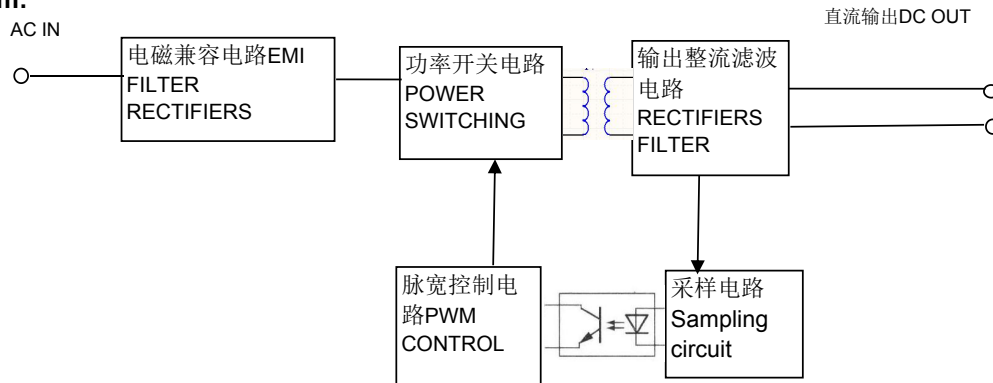 AC IN
直流输出DC OUT
电磁兼容电路EMI
FILTER
RECTIFIERS
功率开关电路
POWER
SWITCHING
输出整流滤波
电路
RECTIFIERS
FILTER
脉宽控制电
路PWM
CONTROL
采样电路
Sampling
circuit